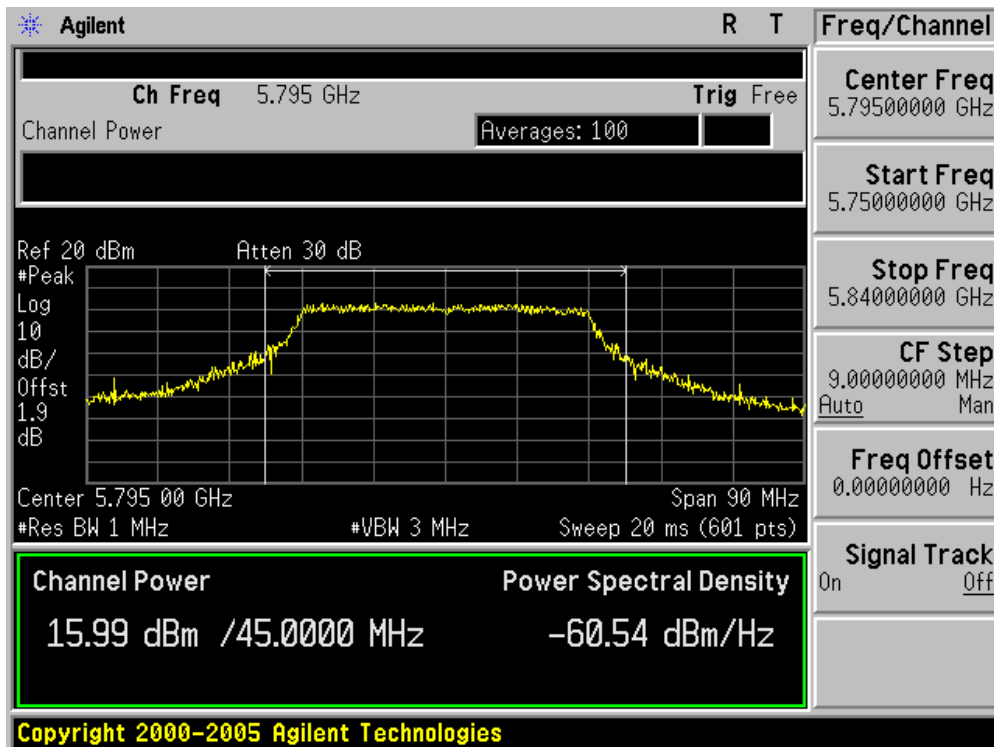 Agilent R T
Ch Freq 5.795 GHz Trig Free
Channel Power Averages: 100
Ref 20 dBm Atten 30 dB
#Peak
Log
10
dB/
Offst
1.9
dB
Center 5.795 00 GHz Span 90 MHz
#Res BW 1 MHz #VBW 3 MHz Sweep 20 ms (601 pts)
Channel Power Power Spectral Density
15.99 dBm /45.0000 MHz -60.54 dBm/Hz
Copyright 2000-2005 Agilent Technologies
Freq/Channel
Center Freq
5.79500000 GHz
Start Freq
5.75000000 GHz
Stop Freq
5.84000000 GHz
CF Step
9.00000000 MHz
Auto Man
Freq Offset
0.00000000 Hz
Signal Track
On Off